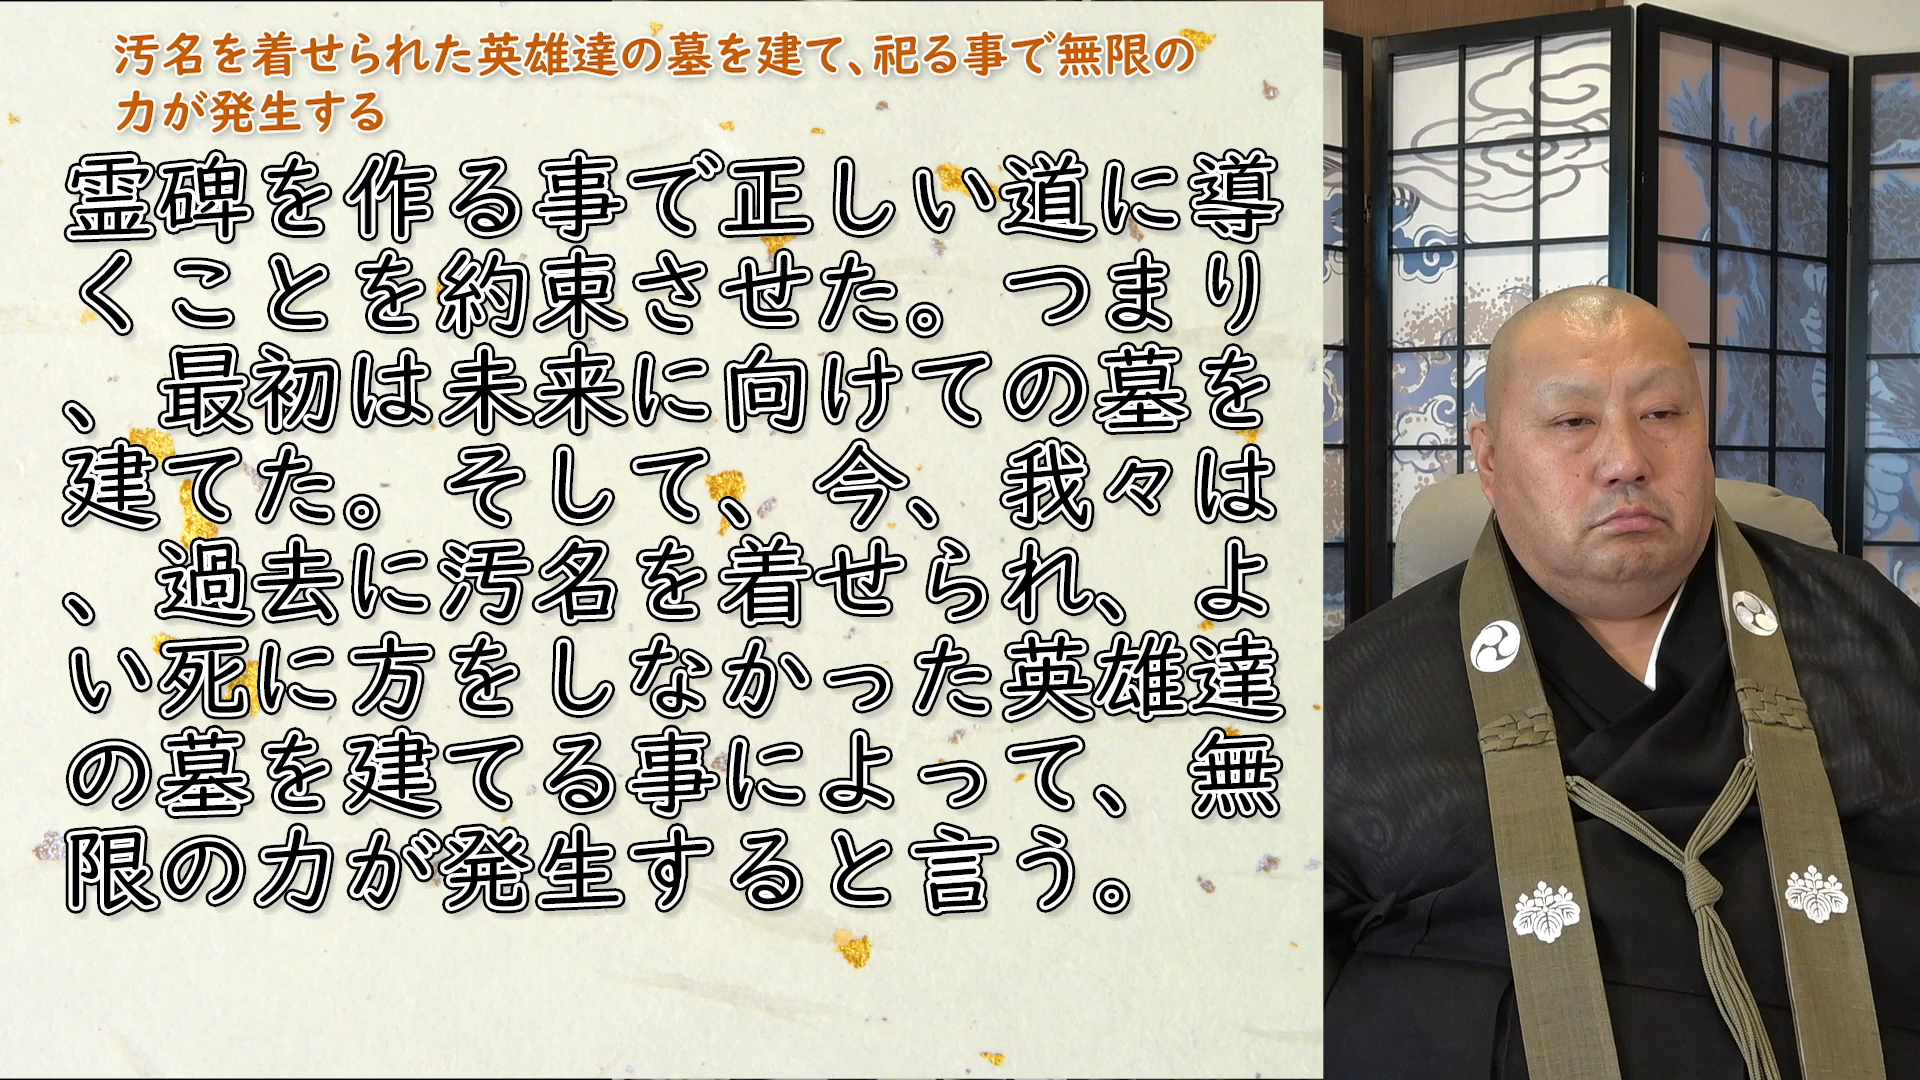 汚名を着せられた英雄達の墓を建て、祀る事で無限の
力が発生する
霊碑を作る事で正しい道に導
くことを約束させた。つまり
、最初は未来に向けての墓を
建てた。そして、今、我々は
、過去に汚名を着せられ、よ
い死に方をしなかった英雄達
の墓を建てる事によって、無
限の力が発生すると言う。